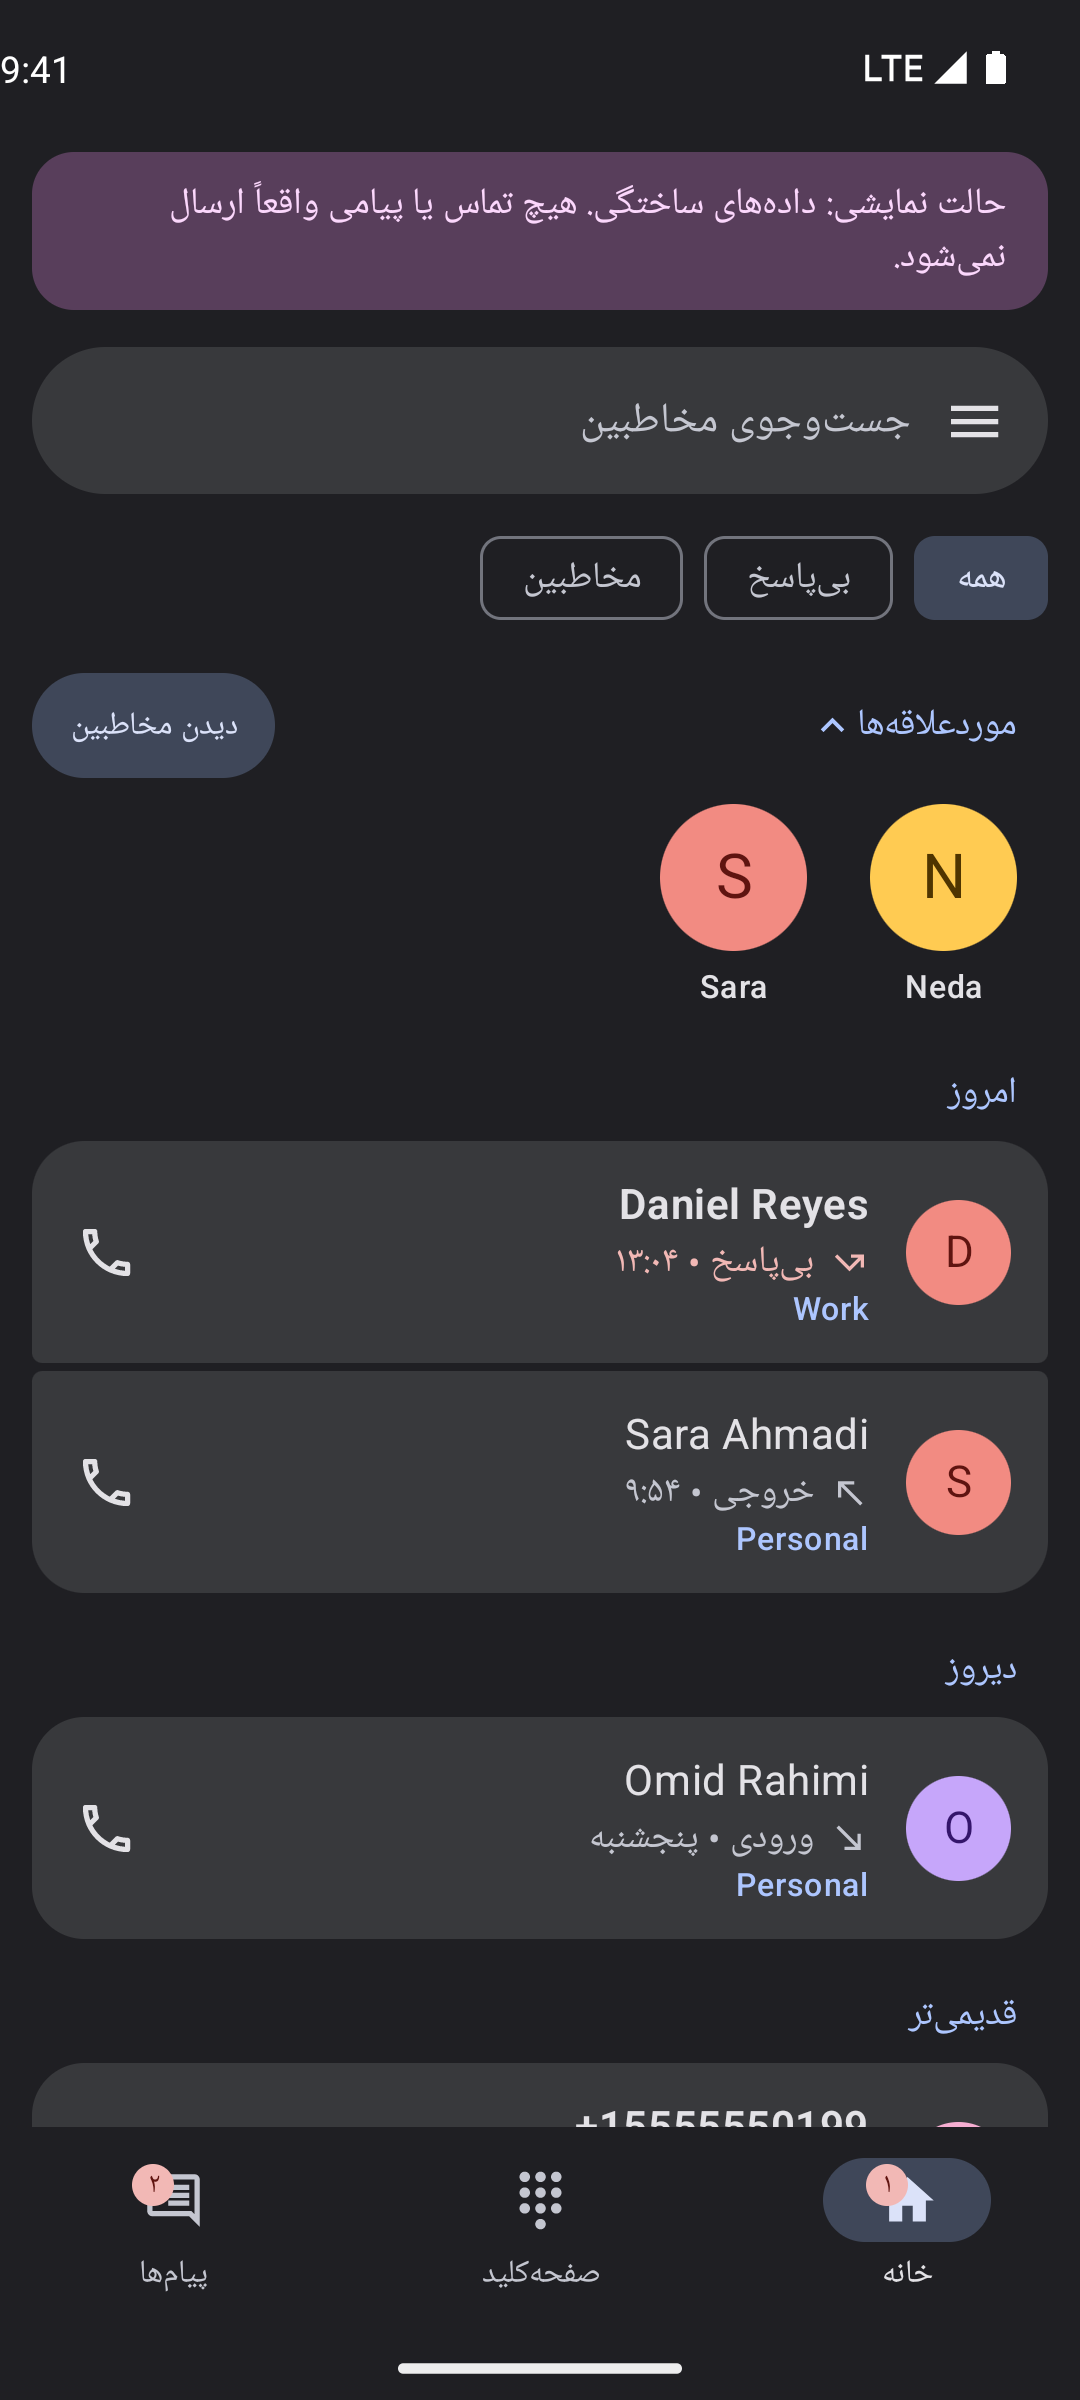 9:41 LTE
حالت نمایشی: داده‌های ساختگی. هیچ تماس یا پیامی واقعاً ارسال
نمی‌شود.
جست‌وجوی مخاطبین
همه بی‌پاسخ مخاطبین
موردعلاقه‌ها دیدن مخاطبین
N S
Neda Sara
امروز
D
Daniel Reyes
بی‌پاسخ • ۱۳:۰۴
Work
S
Sara Ahmadi
خروجی • ۹:۵۴
Personal
دیروز
O
Omid Rahimi
ورودی • پنجشنبه
Personal
قدیمی‌تر
+15555550199
۱ ۲
خانه صفحه‌کلید پیام‌ها